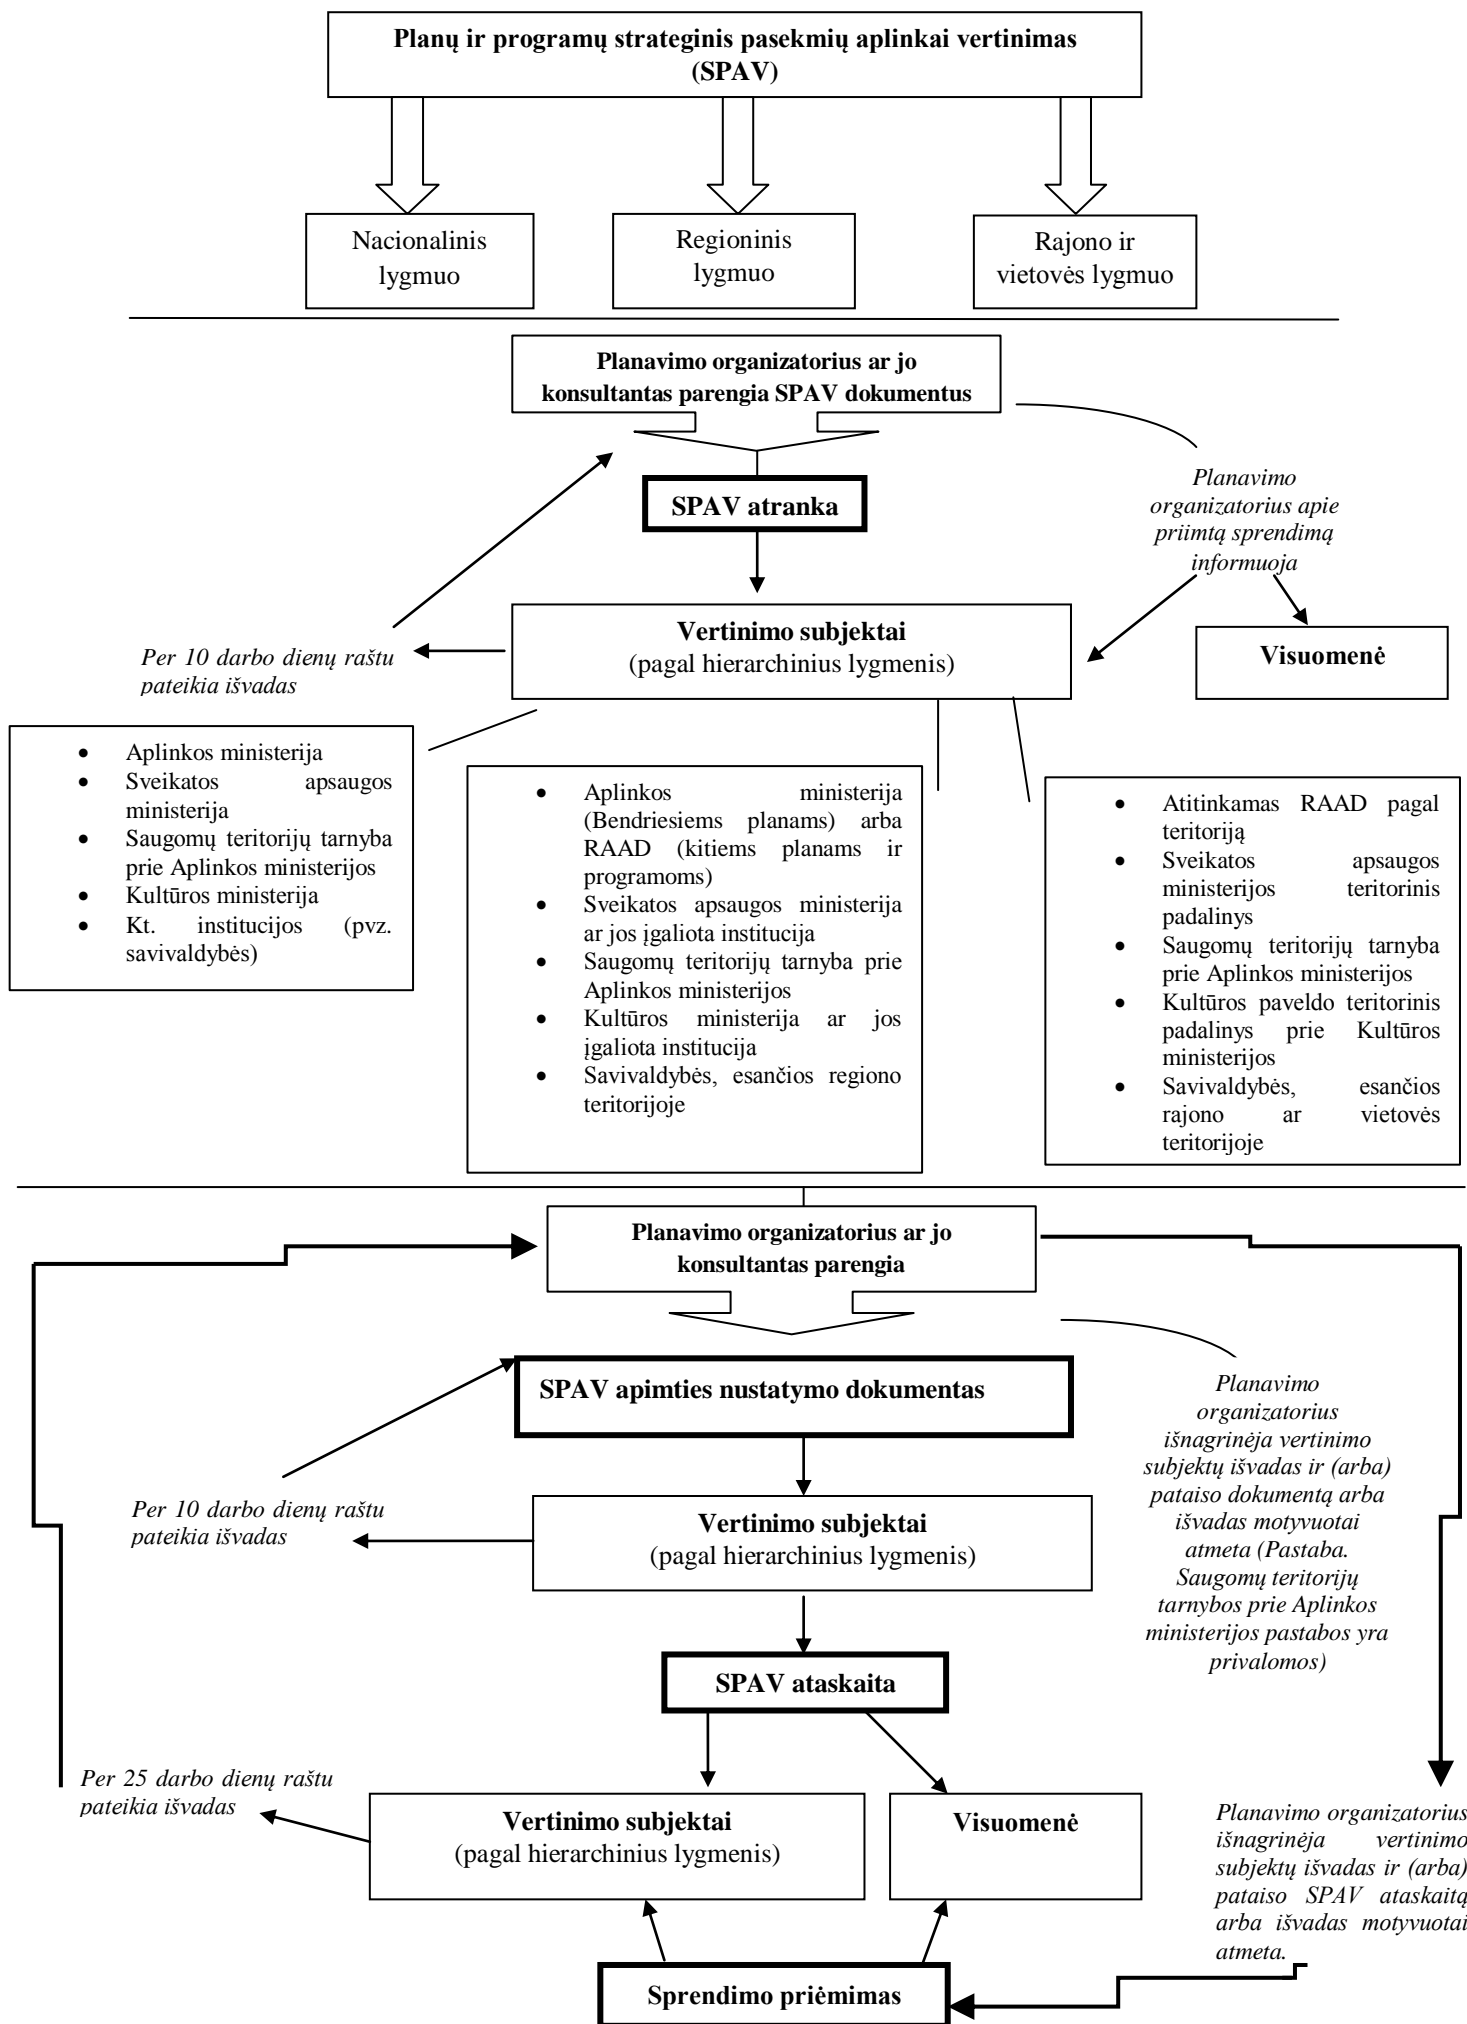 Planų ir programų strateginis pasekmių aplinkai vertinimas
(SPAV)
Nacionalinis
lygmuo
Regioninis
lygmuo
Rajono ir
vietovės lygmuo
Planavimo organizatorius ar jo
konsultantas parengia SPAV dokumentus
SPAV atranka
Planavimo
organizatorius apie
priimtą sprendimą
informuoja
Vertinimo subjektai
(pagal hierarchinius lygmenis)
Visuomenė
Per 10 darbo dienų raštu
pateikia išvadas
• Aplinkos ministerija
• Sveikatos apsaugos
ministerija
• Saugomų teritorijų tarnyba
prie Aplinkos ministerijos
• Kultūros ministerija
• Kt. institucijos (pvz.
savivaldybės)
• Aplinkos ministerija
(Bendriesiems planams) arba
RAAD (kitiems planams ir
programoms)
• Sveikatos apsaugos ministerija
ar jos įgaliota institucija
• Saugomų teritorijų tarnyba prie
Aplinkos ministerijos
• Kultūros ministerija ar jos
įgaliota institucija
• Savivaldybės, esančios regiono
teritorijoje
• Atitinkamas RAAD pagal
teritoriją
• Sveikatos apsaugos
ministerijos teritorinis
padalinys
• Saugomų teritorijų tarnyba
prie Aplinkos ministerijos
• Kultūros paveldo teritorinis
padalinys prie Kultūros
ministerijos
• Savivaldybės, esančios
rajono ar vietovės
teritorijoje
Planavimo organizatorius ar jo
konsultantas parengia
SPAV apimties nustatymo dokumentas
Planavimo
organizatorius
išnagrinėja vertinimo
subjektų išvadas ir (arba)
pataiso dokumentą arba
išvadas motyvuotai
atmeta (Pastaba.
Saugomų teritorijų
tarnybos prie Aplinkos
ministerijos pastabos yra
privalomos)
Per 10 darbo dienų raštu
pateikia išvadas
Vertinimo subjektai
(pagal hierarchinius lygmenis)
SPAV ataskaita
Per 25 darbo dienų raštu
pateikia išvadas
Vertinimo subjektai
(pagal hierarchinius lygmenis)
Visuomenė
Planavimo organizatorius
išnagrinėja vertinimo
subjektų išvadas ir (arba)
pataiso SPAV ataskaitą
arba išvadas motyvuotai
atmeta.
Sprendimo priėmimas